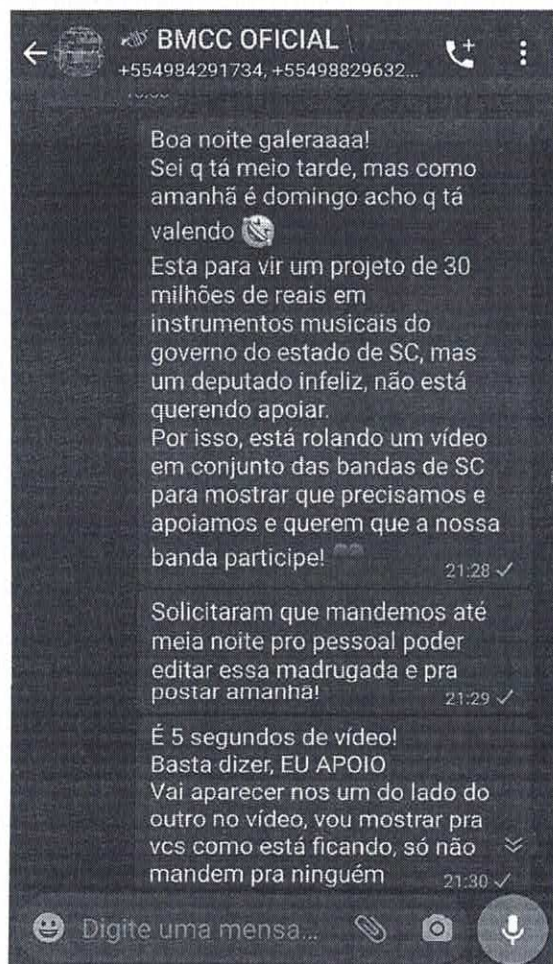 BMCC OFICIAL
+554984291734, +55498829632...
Boa noite galeraaaa!
Sei q tá meio tarde, mas como
amanhã é domingo acho q tá
valendo
Esta para vir um projeto de 30
milhões de reais em
instrumentos musicais do
governo do estado de SC, mas
um deputado infeliz, não está
querendo apoiar.
Por isso, está rolando um vídeo
em conjunto das bandas de SC
para mostrar que precisamos e
apoiamos e querem que a nossa
banda participe!
21:28
Solicitaram que mandemos até
meia noite pro pessoal poder
editar essa madrugada e pra
postar amanhã!
21:29
É 5 segundos de vídeo!
Basta dizer, EU APOIO
Vai aparecer nos um do lado do
outro no vídeo, vou mostrar pra
vcs como está ficando, só não
mandem pra ninguém
21:30
Digite uma mensa...